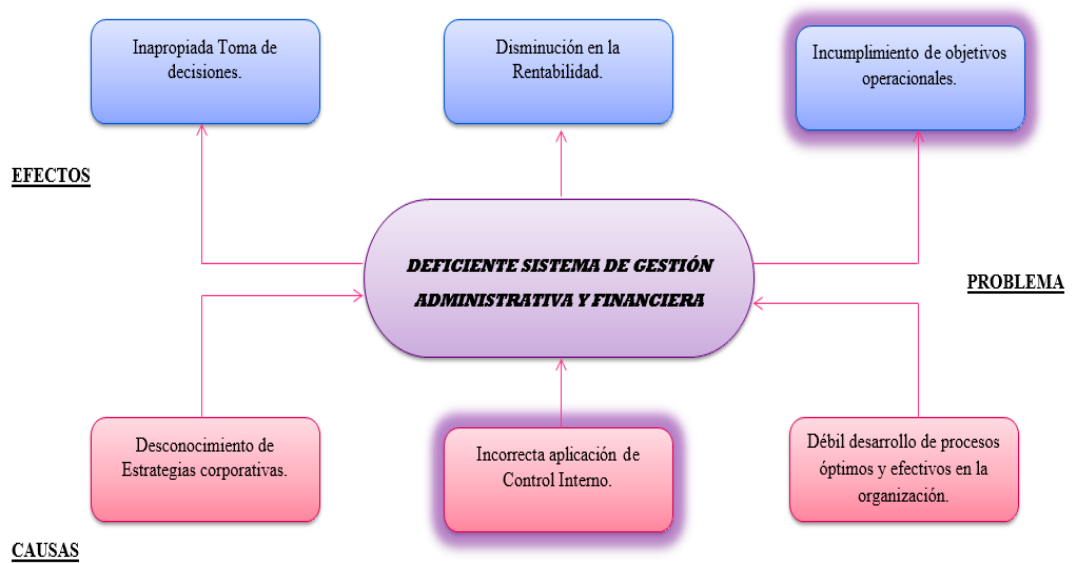 Inapropiada Toma de
decisiones.
Disminución en la
Rentabilidad.
Incumplimiento de objetivos
operacionales.
EFECTOS
DEFICIENTE SISTEMA DE GESTIÓN
ADMINISTRATIVA Y FINANCIERA
PROBLEMA
Desconocimiento de
Estrategias corporativas.
Incorrecta aplicación de
Control Interno.
Débil desarrollo de procesos
óptimos y efectivos en la
organización.
CAUSAS